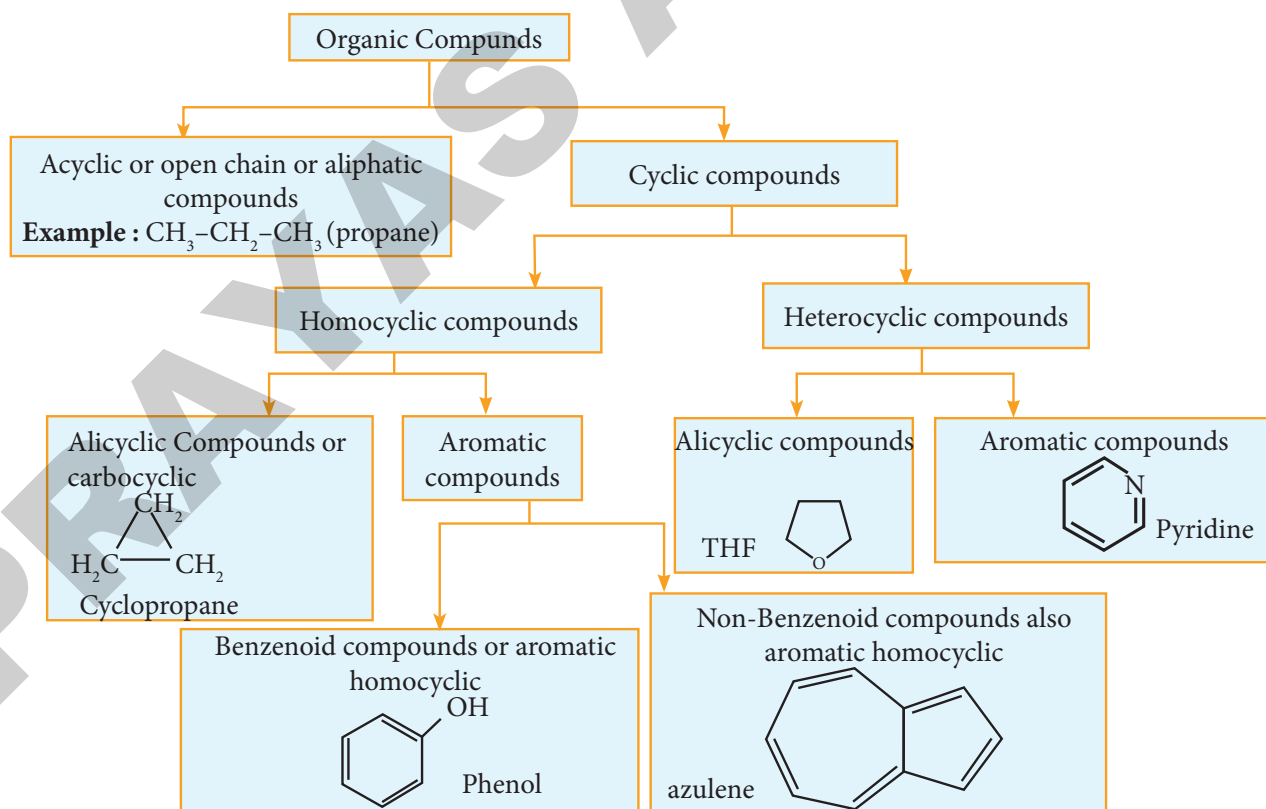 Organic Compunds
Acyclic or open chain or aliphatic
compounds
Example : CH₃–CH₂–CH₃ (propane)
Cyclic compounds
Homocyclic compounds
Heterocyclic compounds
Alicyclic Compounds or
carbocyclic
CH₂
H₂C CH₂
Cyclopropane
Aromatic
compounds
Alicyclic compounds
THF
O
Aromatic compounds
N
Pyridine
Benzenoid compounds or aromatic
homocyclic
OH
Phenol
Non-Benzenoid compounds also
aromatic homocyclic
azulene
PRAYAS